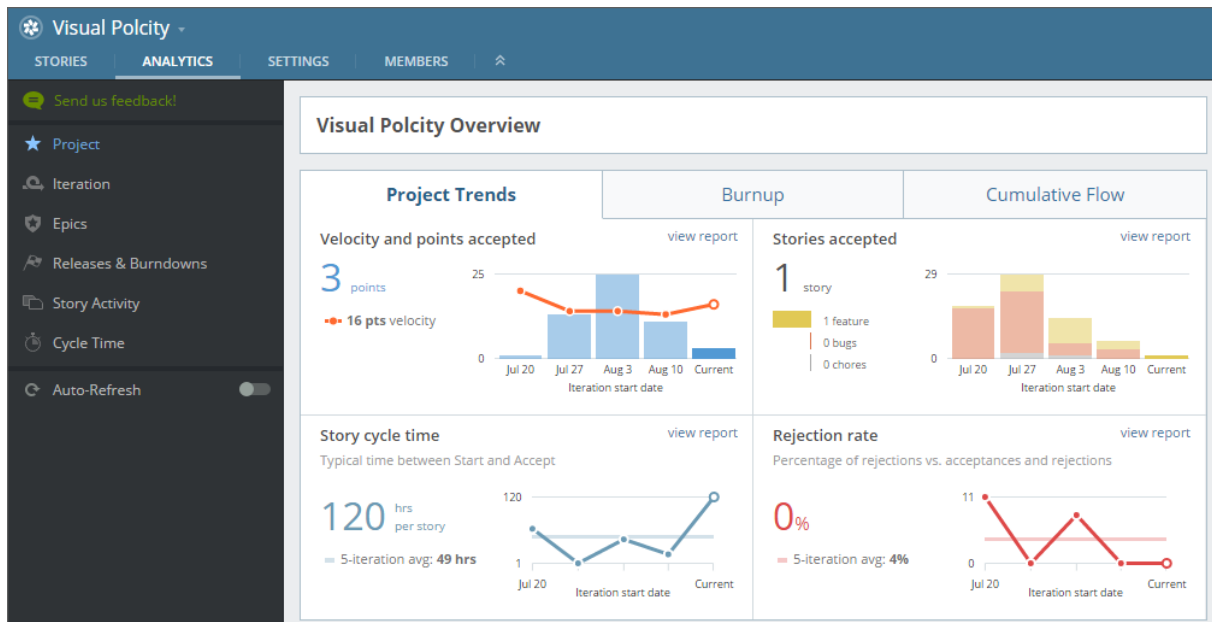 Visual Polcity
STORIES ANALYTICS SETTINGS MEMBERS
Send us feedback!
Project
Iteration
Epics
Releases & Burndowns
Story Activity
Cycle Time
Auto-Refresh
Visual Polcity Overview
Project Trends Burnup Cumulative Flow
Velocity and points accepted view report
3 points
16 pts velocity
25
0
Jul 20 Jul 27 Aug 3 Aug 10 Current
Iteration start date
Stories accepted view report
1 story
1 feature
0 bugs
0 chores
29
0
Jul 20 Jul 27 Aug 3 Aug 10 Current
Iteration start date
Story cycle time view report
Typical time between Start and Accept
120 hrs
per story
5-iteration avg: 49 hrs
120
1
Jul 20 Current
Iteration start date
Rejection rate view report
Percentage of rejections vs. acceptances and rejections
0%
5-iteration avg: 4%
11
0
Jul 20 Current
Iteration start date